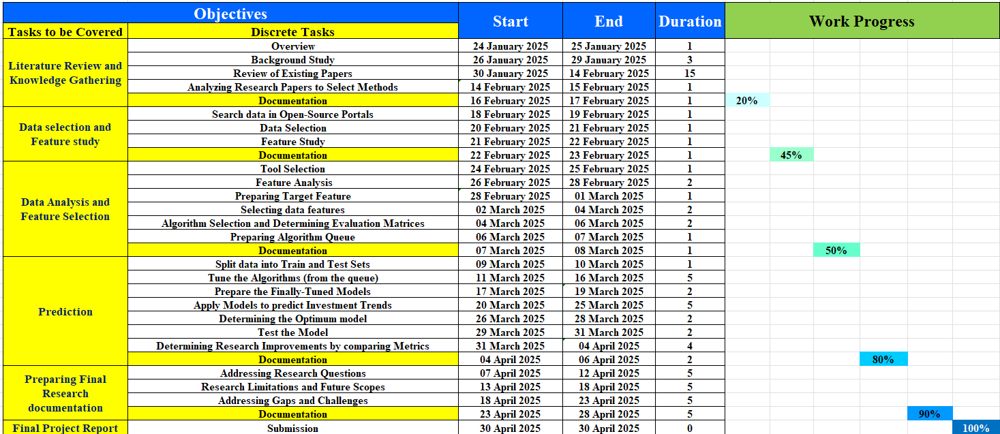 Objectives Start End Duration Work Progress
Tasks to be Covered Discrete Tasks
Literature Review and Knowledge Gathering
Overview 24 January 2025 25 January 2025 1
Background Study 26 January 2025 29 January 2025 3
Review of Existing Papers 30 January 2025 14 February 2025 15
Analyzing Research Papers to Select Methods 14 February 2025 15 February 2025 1
Documentation 16 February 2025 17 February 2025 1 20%
Data selection and Feature study
Search data in Open-Source Portals 18 February 2025 19 February 2025 1
Data Selection 20 February 2025 21 February 2025 1
Feature Study 21 February 2025 22 February 2025 1
Documentation 22 February 2025 23 February 2025 1 45%
Data Analysis and Feature Selection
Tool Selection 24 February 2025 25 February 2025 1
Feature Analysis 26 February 2025 28 February 2025 2
Preparing Target Feature 28 February 2025 01 March 2025 1
Selecting data features 02 March 2025 04 March 2025 2
Algorithm Selection and Determining Evaluation Matrices 04 March 2025 06 March 2025 2
Preparing Algorithm Queue 06 March 2025 07 March 2025 1
Documentation 07 March 2025 08 March 2025 1 50%
Prediction
Split data into Train and Test Sets 09 March 2025 10 March 2025 1
Tune the Algorithms (from the queue) 11 March 2025 16 March 2025 5
Prepare the Finally-Tuned Models 17 March 2025 19 March 2025 2
Apply Models to predict Investment Trends 20 March 2025 25 March 2025 5
Determining the Optimum model 26 March 2025 28 March 2025 2
Test the Model 29 March 2025 31 March 2025 2
Determining Research Improvements by comparing Metrics 31 March 2025 04 April 2025 4
Documentation 04 April 2025 06 April 2025 2 80%
Preparing Final Research documentation
Addressing Research Questions 07 April 2025 12 April 2025 5
Research Limitations and Future Scopes 13 April 2025 18 April 2025 5
Addressing Gaps and Challenges 18 April 2025 23 April 2025 5
Documentation 23 April 2025 28 April 2025 5 90%
Final Project Report Submission 30 April 2025 30 April 2025 0 100%